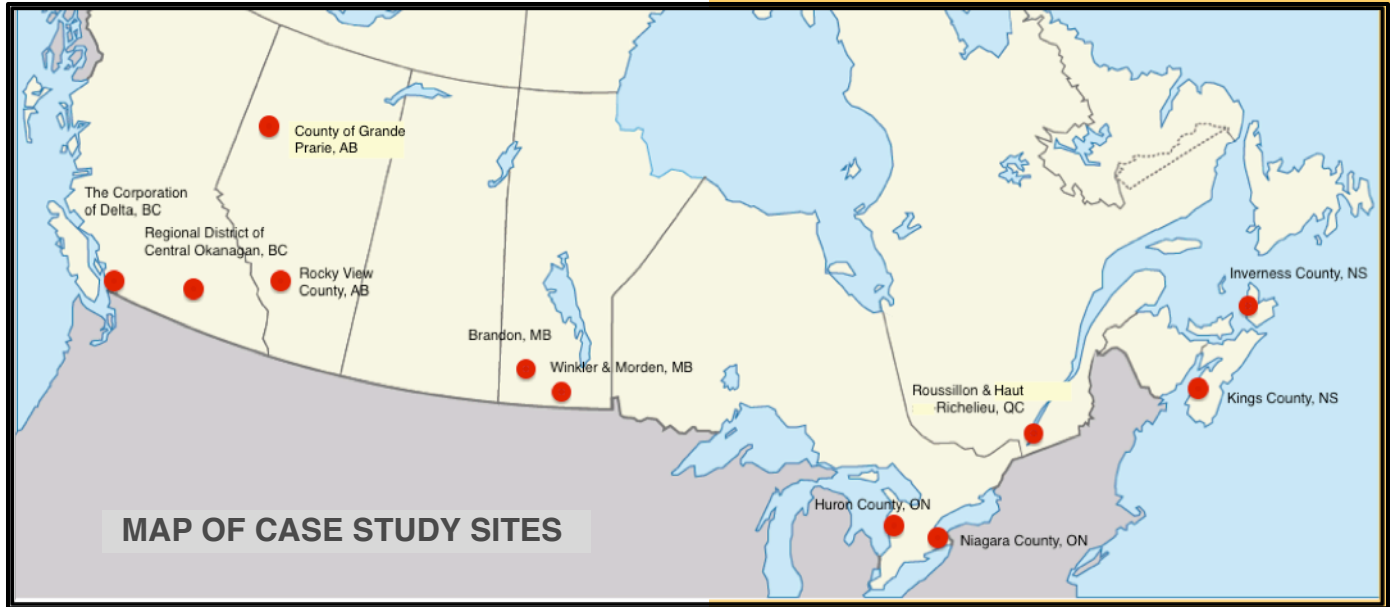 County of Grande
Prarie, AB
The Corporation
of Delta, BC
Regional District of
Central Okanagan, BC
Rocky View
County, AB
Inverness County, NS
Brandon, MB
Winkler & Morden, MB
Roussillon & Haut
Richelieu, QC
Kings County, NS
Huron County, ON
Niagara County, ON
MAP OF CASE STUDY SITES